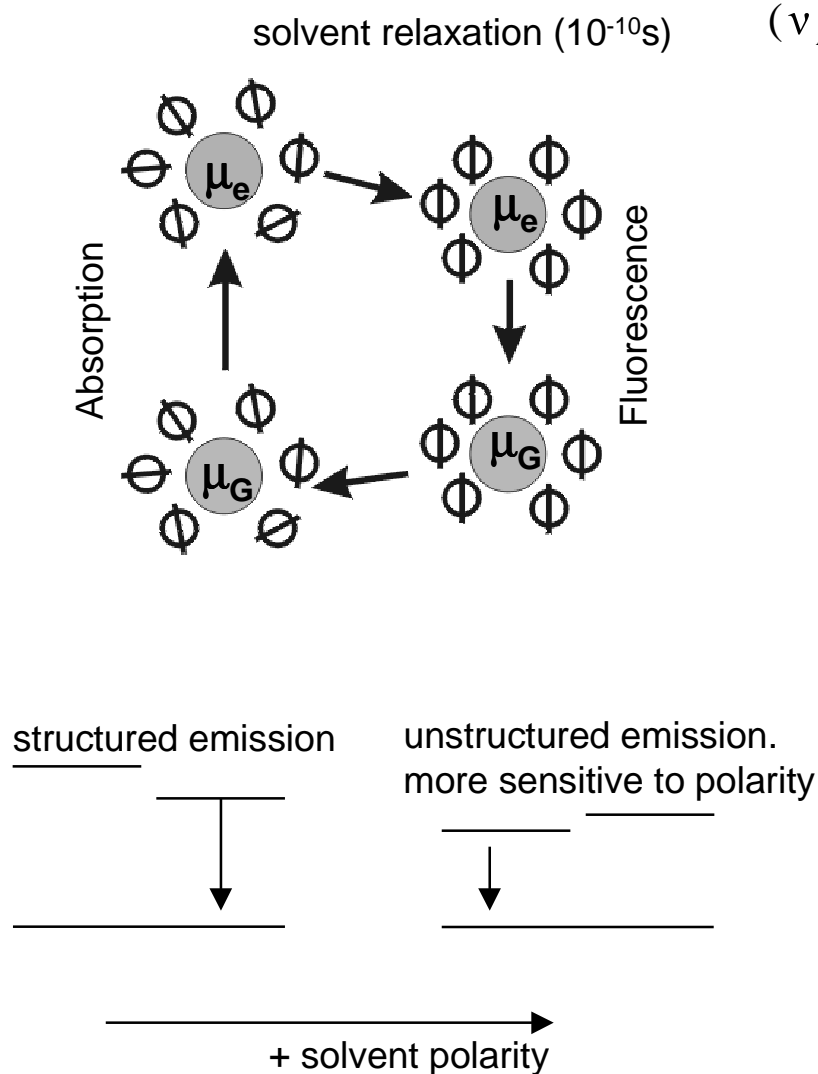 solvent relaxation (10⁻¹⁰s)
(ν)
μₑ
μₑ
Absorption
Fluorescence
μG
μG
structured emission
unstructured emission.
more sensitive to polarity
+ solvent polarity